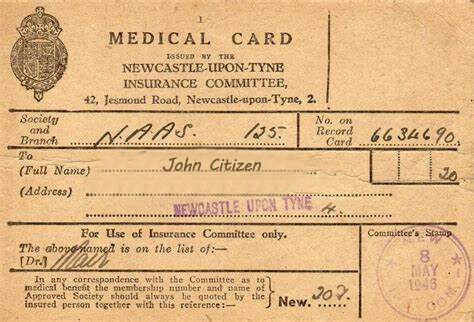 1
MEDICAL CARD
ISSUED BY THE
NEWCASTLE-UPON-TYNE
INSURANCE COMMITTEE,
42, Jesmond Road, Newcastle-upon-Tyne, 2.
Society and Branch N.A.A.S. 125. No. on Record Card 6634690.
To (Full Name) John Citizen 20
(Address) NEWCASTLE UPON TYNE 4.
For Use of Insurance Committee only.
Committee's Stamp
The above named is on the list of:—
[Dr.]
8
MAY
1946
COM.
In any correspondence with the Committee as to
medical benefit the membership number and name of
Approved Society should always be quoted by the
insured person together with this reference:—
New. 202.